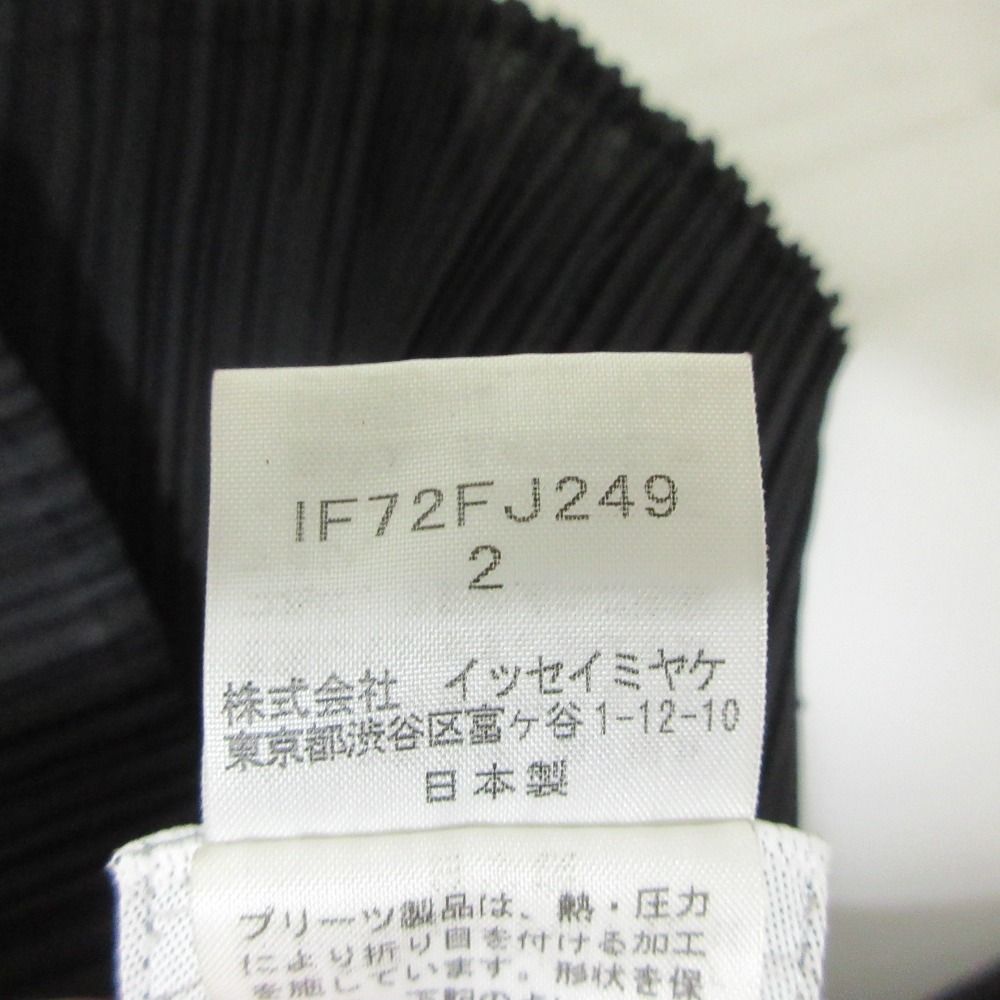 IF72FJ249
2
株式会社 イッセイミヤケ
東京都渋谷区富ケ谷1-12-10
日本製
プリーツ製品は、熱・圧力
により折り目を付ける加工
を施しています。形状を保